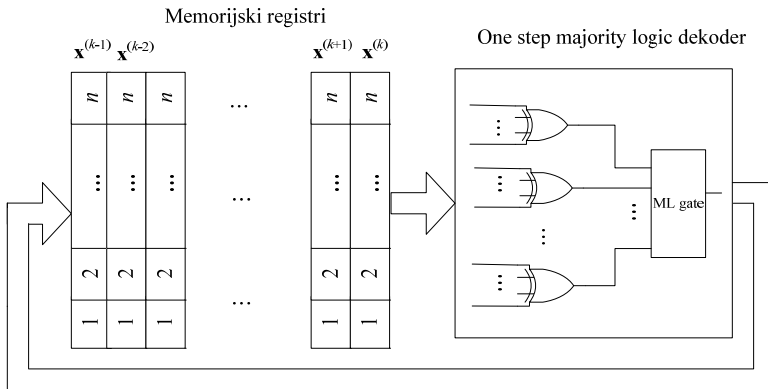 Memorijski registri
x^(k-1) x^(k-2) x^(k+1) x^(k)
One step majority logic dekoder
n n n ... n n
... ... ... ... ... ...
2 2 2 2 2
1 1 1 ... 1 1
...
...
...
...
...
ML gate